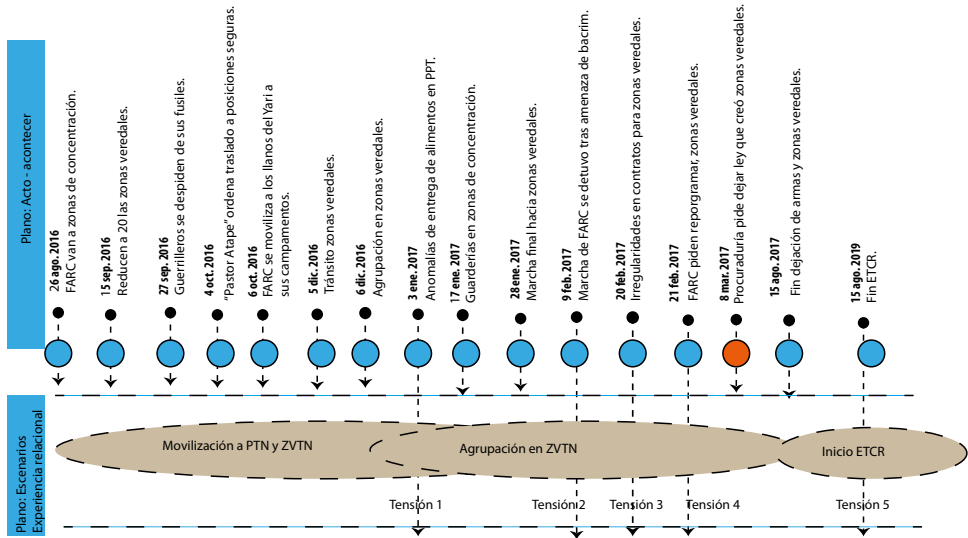 Plano: Acto - acontecer
26 ago. 2016
FARC van a zonas de concentración.
15 sep. 2016
Reducen a 20 las zonas veredales.
27 sep. 2016
Guerrilleros se despiden de sus fusiles.
4 oct. 2016
"Pastor Atape" ordena traslado a posiciones seguras.
6 oct. 2016
FARC se moviliza a los llanos del Yari a
sus campamentos.
5 dic. 2016
Tránsito zonas veredales.
6 dic. 2016
Agrupación en zonas veredales.
3 ene. 2017
Anomalías de entrega de alimentos en PPT.
17 ene. 2017
Guarderías en zonas de concentración.
28 ene. 2017
Marcha final hacia zonas veredales.
9 feb. 2017
Marcha de FARC se detuvo tras amenaza de bacrim.
20 feb. 2017
Irregularidades en contratos para zonas veredales.
21 feb. 2017
FARC piden reporgramar, zonas veredales.
8 mar. 2017
Procuraduría pide dejar ley que creó zonas veredales.
15 ago. 2017
Fin dejación de armas y zonas veredales.
15 ago. 2019
Fin ETCR.
Plano: Escenarios
Experiencia relacional
Movilización a PTN y ZVTN
Agrupación en ZVTN
Inicio ETCR
Tensión 1
Tensión 2
Tensión 3
Tensión 4
Tensión 5